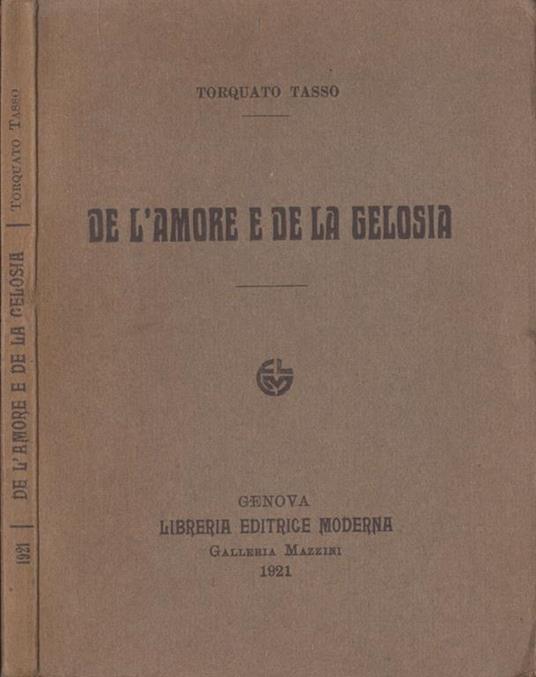 TORQUATO TASSO
DE L'AMORE E DE LA GELOSIA
GENOVA
LIBRERIA EDITRICE MODERNA
GALLERIA MAZZINI
1921
1921 | DE L'AMORE E DE LA GELOSIA | TORQUATO TASSO